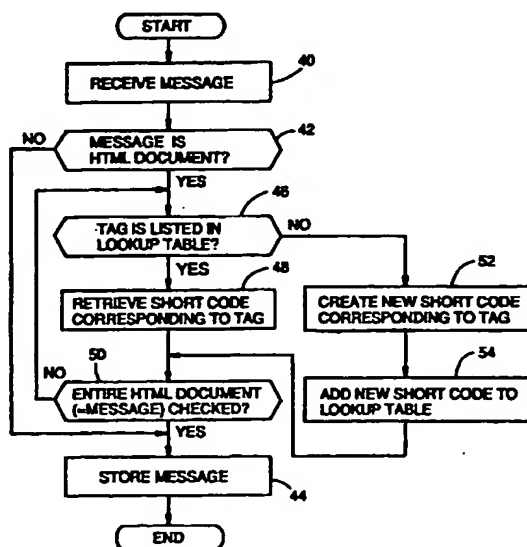 START
40
RECEIVE MESSAGE
42
NO
MESSAGE IS
HTML DOCUMENT?
YES
46
TAG IS LISTED IN
LOOKUP TABLE?
NO
YES
48
52
RETRIEVE SHORT CODE
CORRESPONDING TO TAG
CREATE NEW SHORT CODE
CORRESPONDING TO TAG
NO
50
54
ENTIRE HTML DOCUMENT
(=MESSAGE) CHECKED?
ADD NEW SHORT CODE TO
LOOKUP TABLE
YES
STORE MESSAGE
44
END